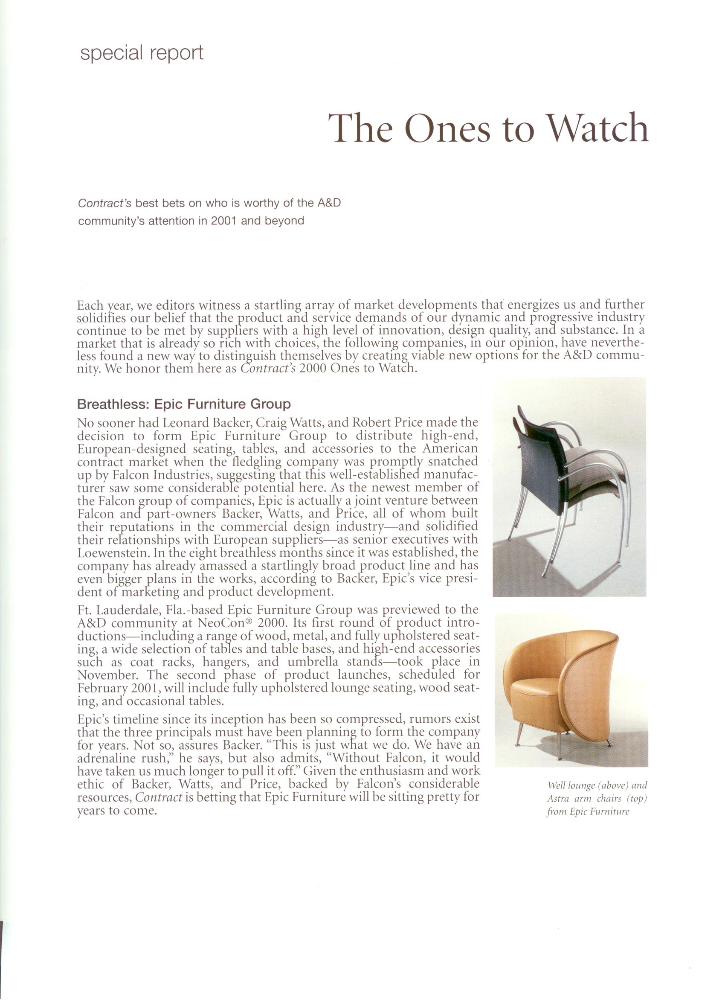 special report
The Ones to Watch
Contract's best bets on who is worthy of the A&D
community's attention in 2001 and beyond
Each year, we editors witness a startling array of market developments that energizes us and further
solidifies our belief that the product and service demands of our dynamic and progressive industry
continue to be met by suppliers with a high level of innovation, design quality, and substance. In a
market that is already so rich with choices, the following companies, in our opinion, have neverthe-
less found a new way to distinguish themselves by creating viable new options for the A&D commu-
nity. We honor them here as Contract's 2000 Ones to Watch.
Breathless: Epic Furniture Group
No sooner had Leonard Backer, Craig Watts, and Robert Price made the
decision to form Epic Furniture Group to distribute high-end,
European-designed seating, tables, and accessories to the American
contract market when the fledgling company was promptly snatched
up by Falcon Industries, suggesting that this well-established manufac-
turer saw some considerable potential here. As the newest member of
the Falcon group of companies, Epic is actually a joint venture between
Falcon and part-owners Backer, Watts, and Price, all of whom built
their reputations in the commercial design industry—and solidified
their relationships with European suppliers—as senior executives with
Loewenstein. In the eight breathless months since it was established, the
company has already amassed a startlingly broad product line and has
even bigger plans in the works, according to Backer, Epic's vice presi-
dent of marketing and product development.
Ft. Lauderdale, Fla.-based Epic Furniture Group was previewed to the
A&D community at NeoCon® 2000. Its first round of product intro-
ductions—including a range of wood, metal, and fully upholstered seat-
ing, a wide selection of tables and table bases, and high-end accessories
such as coat racks, hangers, and umbrella stands—took place in
November. The second phase of product launches, scheduled for
February 2001, will include fully upholstered lounge seating, wood seat-
ing, and occasional tables.
Epic's timeline since its inception has been so compressed, rumors exist
that the three principals must have been planning to form the company
for years. Not so, assures Backer. "This is just what we do. We have an
adrenaline rush," he says, but also admits, "Without Falcon, it would
have taken us much longer to pull it off." Given the enthusiasm and work
ethic of Backer, Watts, and Price, backed by Falcon's considerable
resources, Contract is betting that Epic Furniture will be sitting pretty for
years to come.
Well lounge (above) and
Astra arm chairs (top)
from Epic Furniture